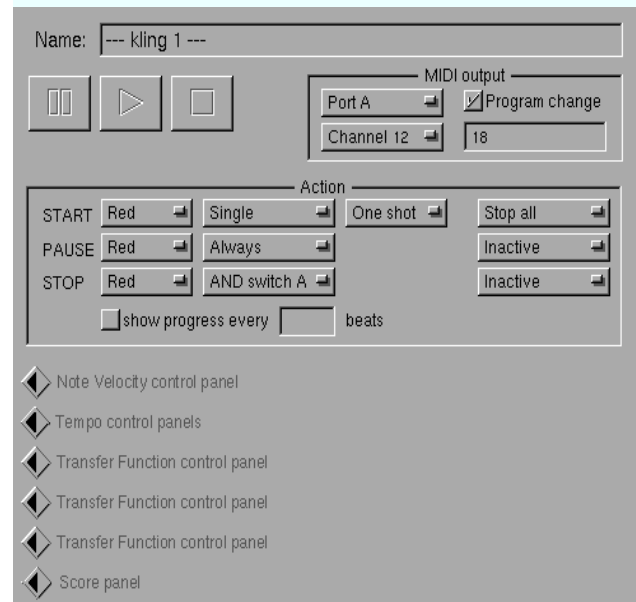 Name: --- kling 1 ---
MIDI output
Port A Program change
Channel 12 18
Action
START Red Single One shot Stop all
PAUSE Red Always Inactive
STOP Red AND switch A Inactive
show progress every beats
Note Velocity control panel
Tempo control panels
Transfer Function control panel
Transfer Function control panel
Transfer Function control panel
Score panel